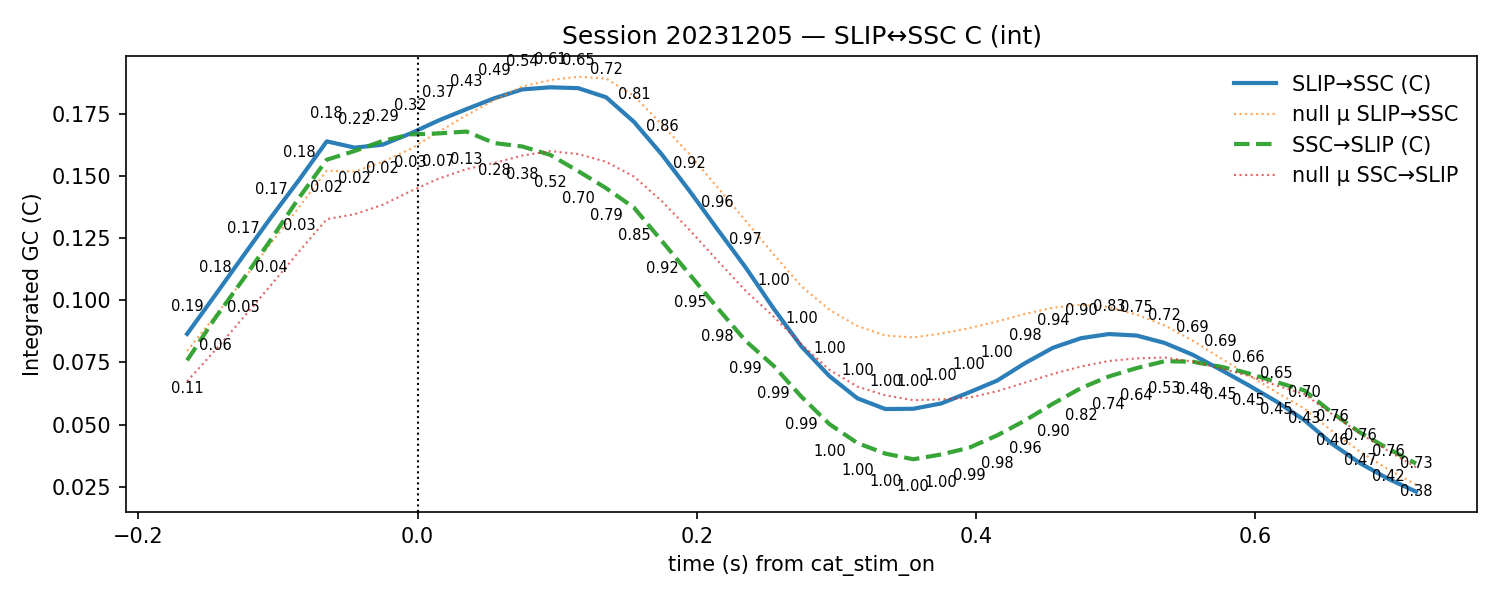 Session 20231205 — SLIP↔SSC C (int)
Integrated GC (C)
0.175
0.150
0.125
0.100
0.075
0.050
0.025
SLIP→SSC (C)
null μ SLIP→SSC
SSC→SLIP (C)
null μ SSC→SLIP
0.19 0.18 0.17 0.17 0.18 0.18 0.22 0.29 0.32 0.37 0.43 0.49 0.54 0.61 0.65 0.72 0.81 0.86 0.92 0.96 0.97 1.00 1.00 1.00 1.00 1.00 1.00 1.00 1.00 1.00 0.98 0.94 0.90 0.83 0.75 0.72 0.69 0.69 0.66 0.65 0.70 0.76 0.76 0.76 0.73
0.11 0.06 0.05 0.04 0.03 0.02 0.02 0.02 0.03 0.07 0.13 0.28 0.38 0.52 0.70 0.79 0.85 0.92 0.95 0.98 0.99 0.99 0.99 1.00 1.00 1.00 1.00 1.00 0.99 0.98 0.96 0.90 0.82 0.74 0.64 0.53 0.48 0.45 0.45 0.45 0.43 0.46 0.47 0.42 0.38
−0.2
0.0
0.2
0.4
0.6
time (s) from cat_stim_on